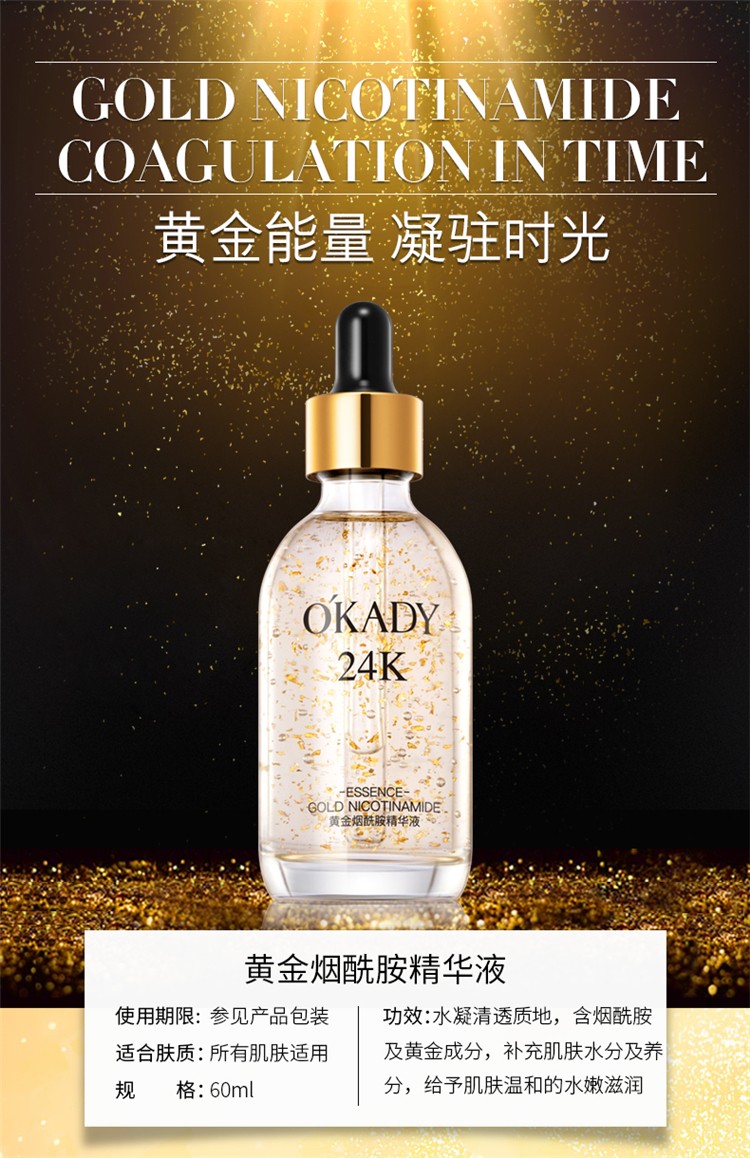 GOLD NICOTINAMIDE
COAGULATION IN TIME
黄金能量 凝驻时光
O'KADY
24K
-ESSENCE-
GOLD NICOTINAMIDE
黄金烟酰胺精华液
黄金烟酰胺精华液
使用期限: 参见产品包装
适合肤质: 所有肌肤适用
规 格: 60ml
功效:水凝清透质地，含烟酰胺
及黄金成分，补充肌肤水分及养
分，给予肌肤温和的水嫩滋润